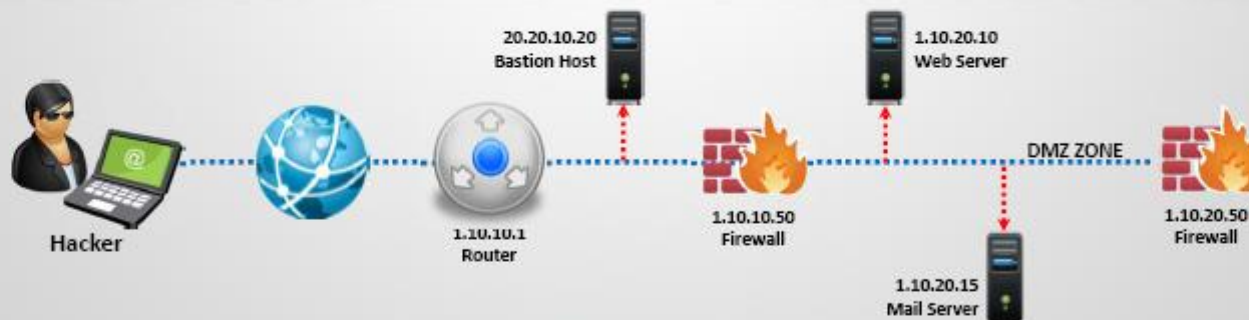 20.20.10.20
Bastion Host
1.10.20.10
Web Server
@
DMZ ZONE
Hacker
1.10.10.1
Router
1.10.10.50
Firewall
1.10.20.50
Firewall
1.10.20.15
Mail Server